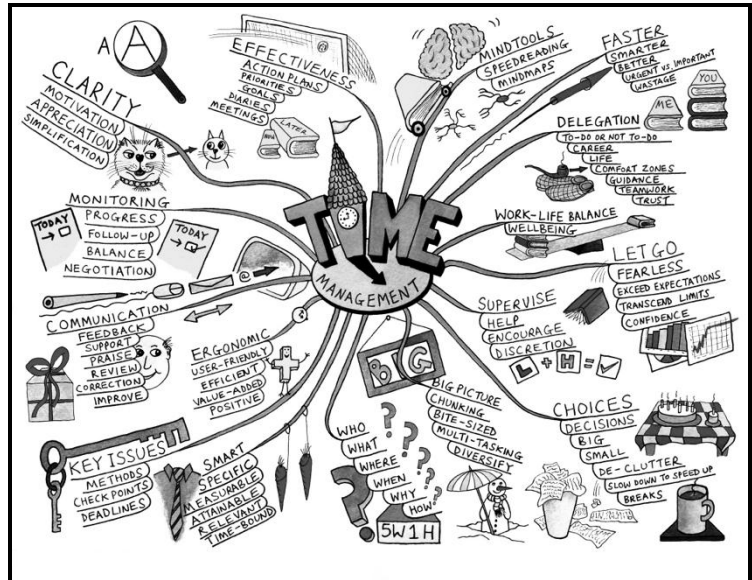 TIME
MANAGEMENT
A A
CLARITY
MOTIVATION
APPRECIATION
SIMPLIFICATION
EFFECTIVENESS
ACTION PLANS
PRIORITIES
GOALS
DIARIES
MEETINGS
LATER
MINDTOOLS
SPEEDREADING
MINDMAPS
FASTER
SMARTER
BETTER
URGENT VS. IMPORTANT
WASTAGE
ME
YOU
DELEGATION
TO-DO OR NOT TO-DO
CAREER
LIFE
COMFORT ZONES
GUIDANCE
TEAMWORK
TRUST
WORK-LIFE BALANCE
WELLBEING
LET GO
FEARLESS
EXCEED EXPECTATIONS
TRANSCEND LIMITS
CONFIDENCE
SUPERVISE
HELP
ENCOURAGE
DISCRETION
L + H = ✓
CHOICES
DECISIONS
BIG
SMALL
DE-CLUTTER
SLOW DOWN TO SPEED UP
BREAKS
BIG
BIG PICTURE
CHUNKING
BITE-SIZED
MULTI-TASKING
DIVERSIFY
WHO
WHAT
WHERE
WHEN
WHY
HOW
5W1H
SMART
SPECIFIC
MEASURABLE
ATTAINABLE
RELEVANT
TIME-BOUND
KEY ISSUES
METHODS
CHECKPOINTS
DEADLINES
ERGONOMIC
USER-FRIENDLY
EFFICIENT
VALUE-ADDED
POSITIVE
COMMUNICATION
FEEDBACK
SUPPORT
PRAISE
REVIEW
CORRECTION
IMPROVE
@
MONITORING
PROGRESS
FOLLOW-UP
BALANCE
NEGOTIATION
TODAY
→
TODAY
→